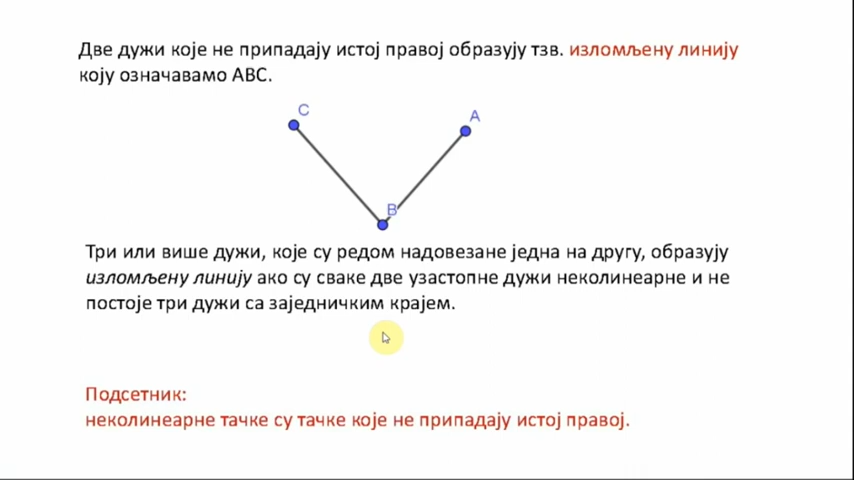 Две дужи које не припадају истој правој образују тзв. изломљену линију
коју означавамо АВС.
C
A
B
Три или више дужи, које су редом надовезане једна на другу, образују
изломљену линију ако су сваке две узастопне дужи неколинеарне и не
постоје три дужи са заједничким крајем.
Подсетник:
неколинеарне тачке су тачке које не припадају истој правој.